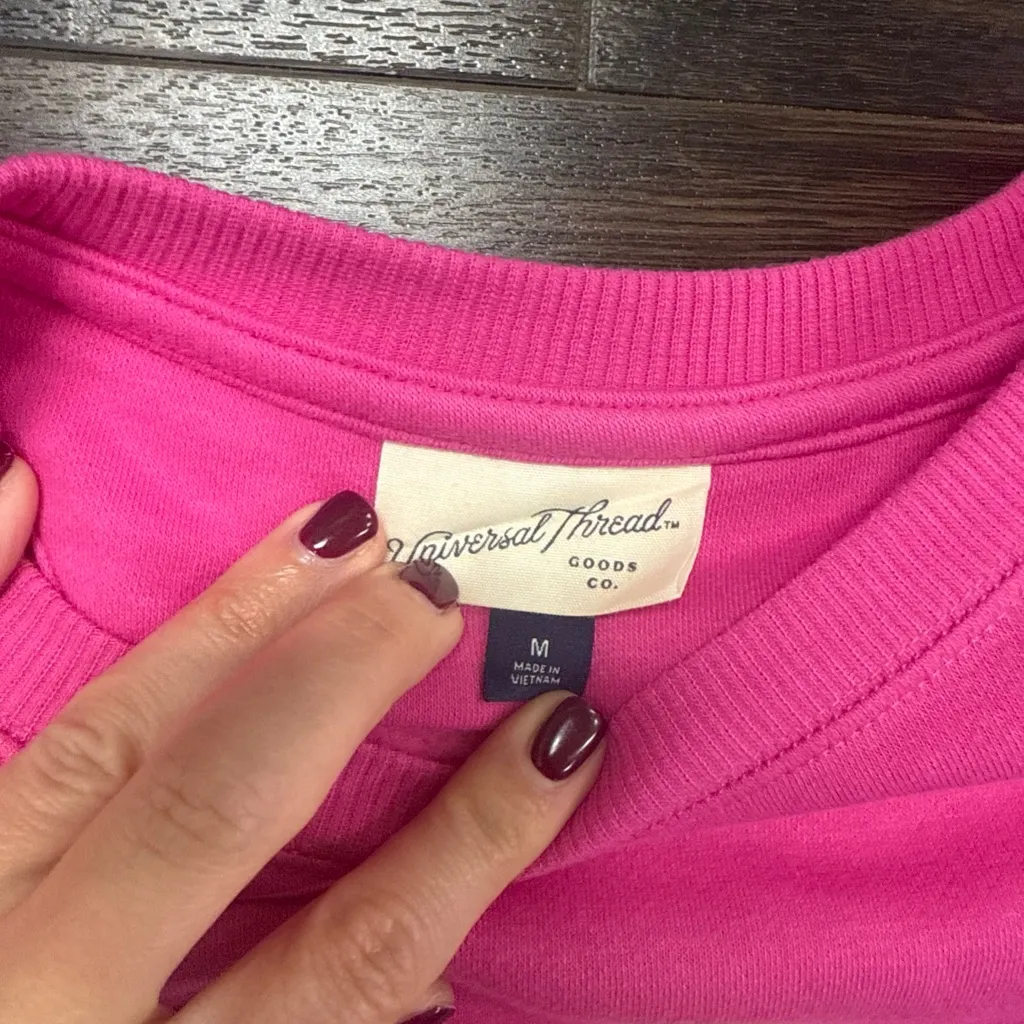 Universal Thread™
GOODS
CO.
M
MADE IN
VIETNAM